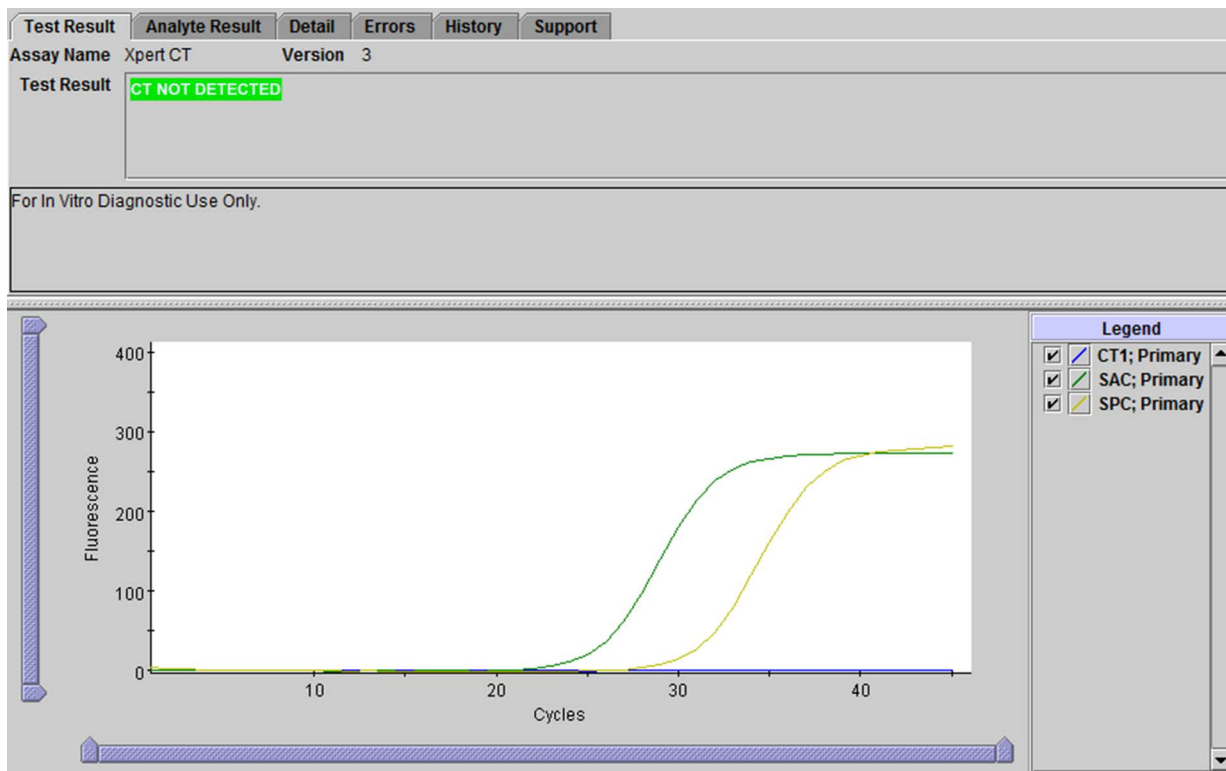 Test Result Analyte Result Detail Errors History Support
Assay Name Xpert CT Version 3
Test Result CT NOT DETECTED
For In Vitro Diagnostic Use Only.
Legend
CT1; Primary
SAC; Primary
SPC; Primary
400
300
200
100
0
Fluorescence
10 20 30 40
Cycles